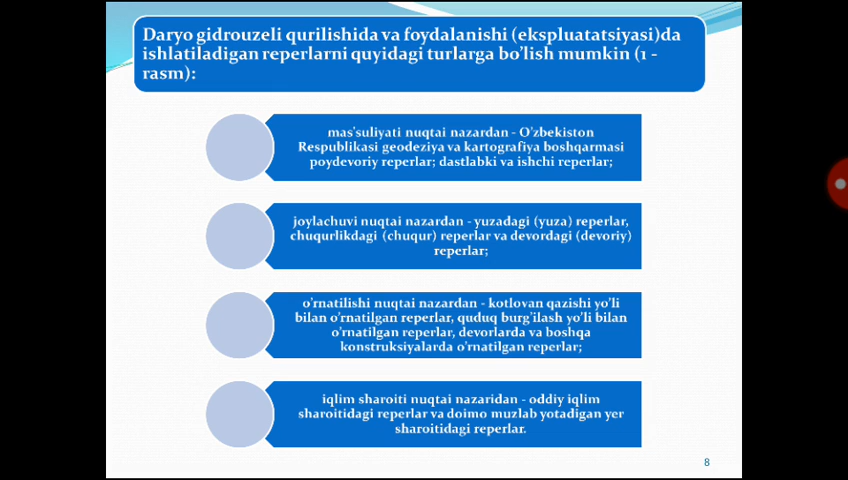 Daryo gidrouzeli qurilishida va foydalanishi (ekspluatatsiyasi)da
ishlatiladigan reperlarni quyidagi turlarga bo'lish mumkin (1 -
rasm):
mas'suliyati nuqtai nazardan - O'zbekiston
Respublikasi geodeziya va kartografiya boshqarmasi
poydevoriy reperlar; dastlabki va ishchi reperlar;
joylachuvi nuqtai nazardan - yuzadagi (yuza) reperlar,
chuqurlikdagi (chuqur) reperlar va devordagi (devoriy)
reperlar;
o'rnatilishi nuqtai nazardan - kotlovan qazishi yo'li
bilan o'rnatilgan reperlar, quduq burg'ilash yo'li bilan
o'rnatilgan reperlar, devorlarda va boshqa
konstruksiyalarda o'rnatilgan reperlar;
iqlim sharoiti nuqtai nazaridan - oddiy iqlim
sharoitidagi reperlar va doimo muzlab yotadigan yer
sharoitidagi reperlar.
8